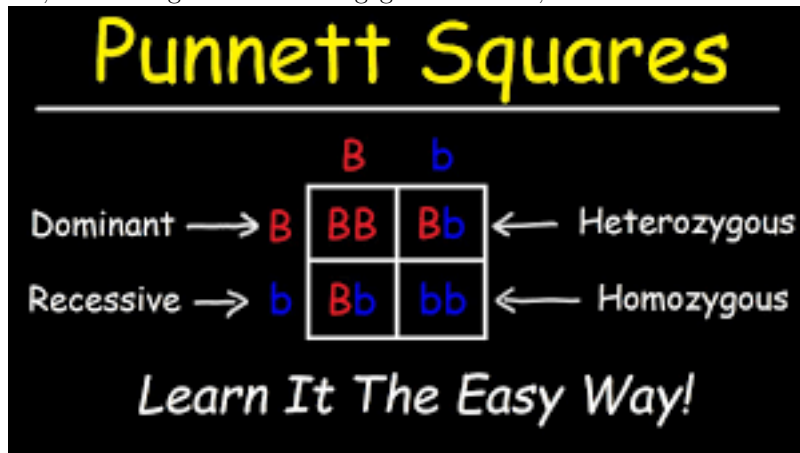 Punnett Squares
B b
Dominant B BB Bb Heterozygous
Recessive b Bb bb Homozygous
Learn It The Easy Way!